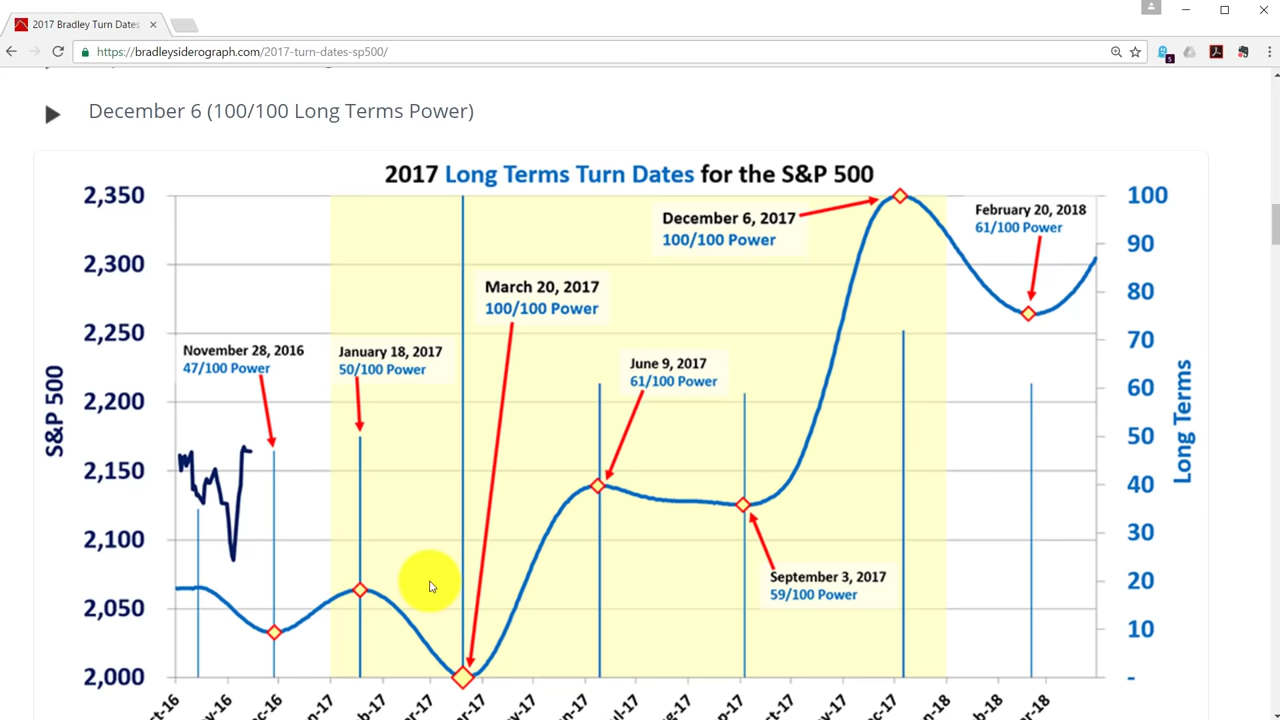 2017 Bradley Turn Dates
https://bradleysiderograph.com/2017-turn-dates-sp500/
December 6 (100/100 Long Terms Power)
2017 Long Terms Turn Dates for the S&P 500
2,350
2,300
2,250
2,200
2,150
2,100
2,050
2,000
S&P 500
100
90
80
70
60
50
40
30
20
10
-
Long Terms
November 28, 2016
47/100 Power
January 18, 2017
50/100 Power
March 20, 2017
100/100 Power
June 9, 2017
61/100 Power
September 3, 2017
59/100 Power
December 6, 2017
100/100 Power
February 20, 2018
61/100 Power